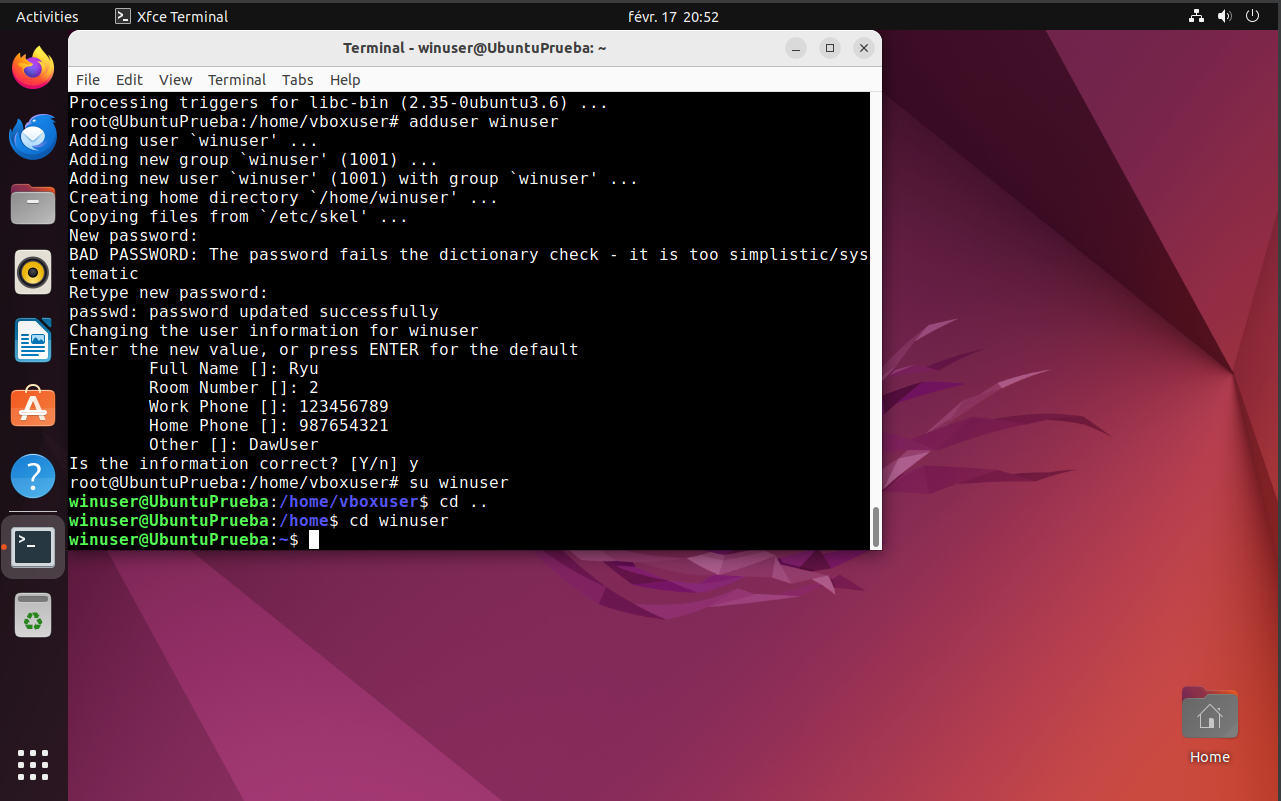 Activities
Xfce Terminal
févr. 17 20:52
Terminal - winuser@UbuntuPrueba: ~
File Edit View Terminal Tabs Help
Processing triggers for libc-bin (2.35-0ubuntu3.6) ...
root@UbuntuPrueba:/home/vboxuser# adduser winuser
Adding user `winuser' ...
Adding new group `winuser' (1001) ...
Adding new user `winuser' (1001) with group `winuser' ...
Creating home directory `/home/winuser' ...
Copying files from `/etc/skel' ...
New password:
BAD PASSWORD: The password fails the dictionary check - it is too simplistic/sys
tematic
Retype new password:
passwd: password updated successfully
Changing the user information for winuser
Enter the new value, or press ENTER for the default
Full Name []: Ryu
Room Number []: 2
Work Phone []: 123456789
Home Phone []: 987654321
Other []: DawUser
Is the information correct? [Y/n] y
root@UbuntuPrueba:/home/vboxuser# su winuser
winuser@UbuntuPrueba:/home/vboxuser$ cd ..
winuser@UbuntuPrueba:/home$ cd winuser
winuser@UbuntuPrueba:~$
Home